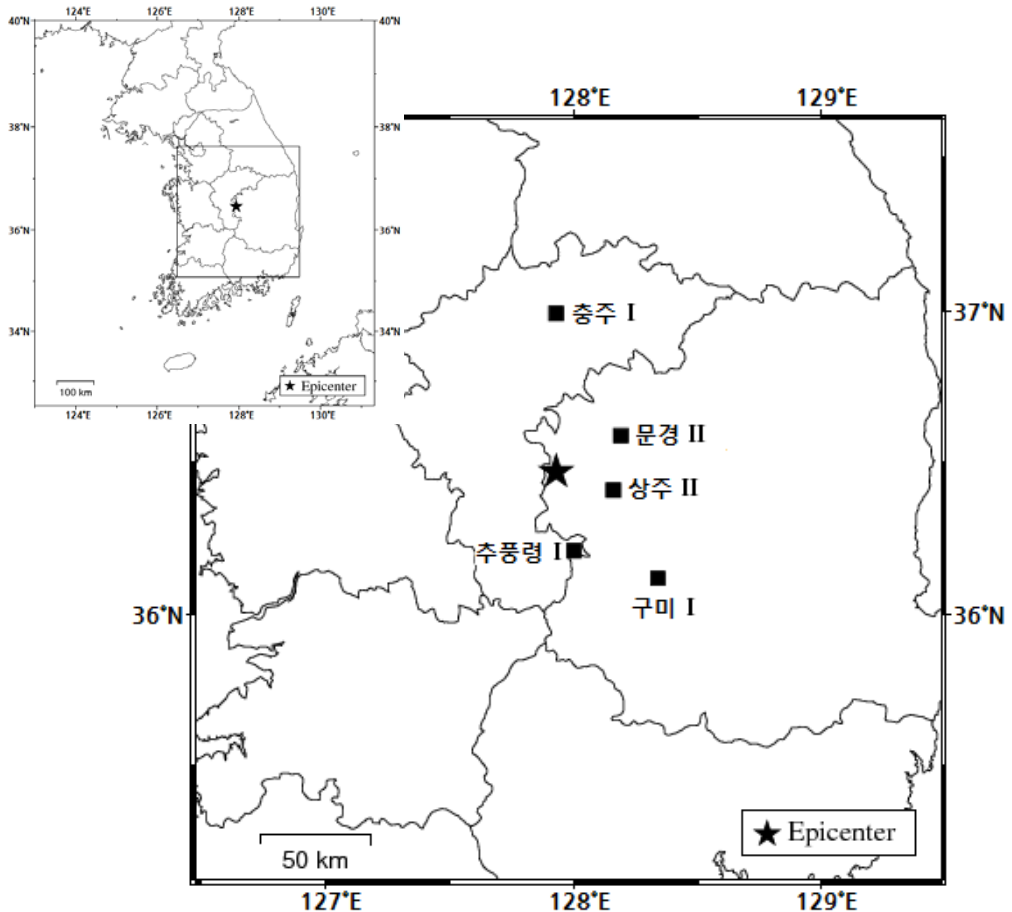 124˚E 126˚E 128˚E 130˚E
40˚N 40˚N
38˚N 38˚N
36˚N 36˚N
34˚N 34˚N
100 km
★ Epicenter
124˚E 126˚E 128˚E 130˚E
128˚E 129˚E
37˚N
충주 I
문경 II
상주 II
추풍령 I
구미 I
36˚N 36˚N
50 km
★ Epicenter
127˚E 128˚E 129˚E